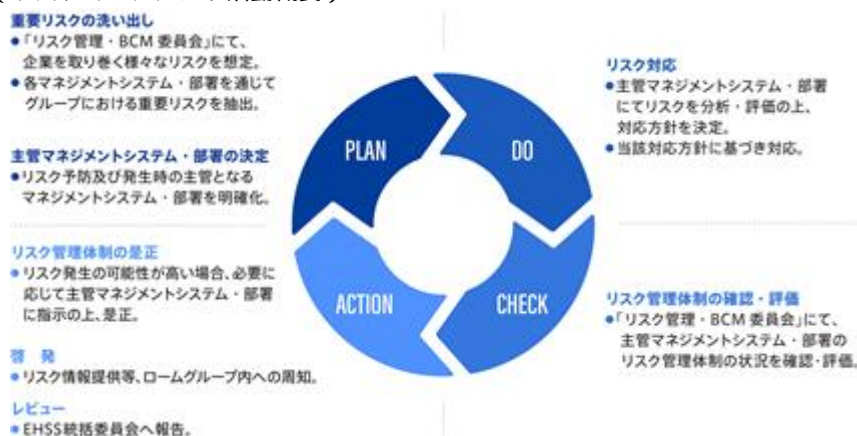 重要リスクの洗い出し
●「リスク管理・BCM 委員会」にて、
企業を取り巻く様々なリスクを想定。
●各マネジメントシステム・部署を通じて
グループにおける重要リスクを抽出。
主管マネジメントシステム・部署の決定
●リスク予防及び発生時の主管となる
マネジメントシステム・部署を明確化。
リスク管理体制の是正
●リスク発生の可能性が高い場合、必要に
応じて主管マネジメントシステム・部署
に指示の上、是正。
啓 発
●リスク情報提供等、ロームグループ内への周知。
レビュー
●EHSS統括委員会へ報告。
PLAN
DO
ACTION
CHECK
リスク対応
●主管マネジメントシステム・部署
にてリスクを分析・評価の上、
対応方針を決定。
●当該対応方針に基づき対応。
リスク管理体制の確認・評価
●「リスク管理・BCM 委員会」にて、
主管マネジメントシステム・部署の
リスク管理体制の状況を確認・評価。